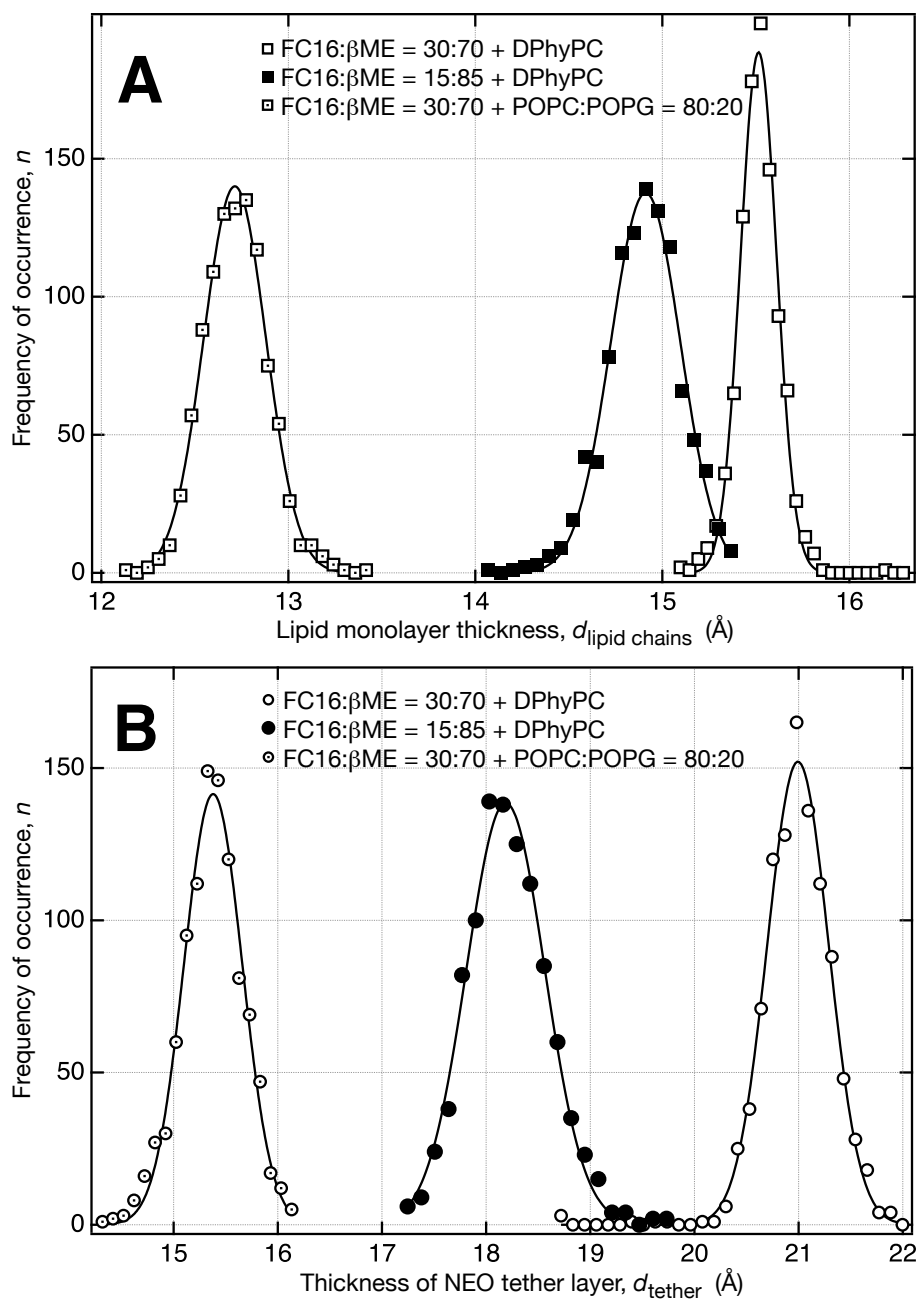 A
FC16:βME = 30:70 + DPhyPC
FC16:βME = 15:85 + DPhyPC
FC16:βME = 30:70 + POPC:POPG = 80:20
Frequency of occurrence, n
150
100
50
0
12 13 14 15 16
Lipid monolayer thickness, dlipid chains (Å)
B
FC16:βME = 30:70 + DPhyPC
FC16:βME = 15:85 + DPhyPC
FC16:βME = 30:70 + POPC:POPG = 80:20
Frequency of occurrence, n
150
100
50
0
15 16 17 18 19 20 21 22
Thickness of NEO tether layer, dtether (Å)